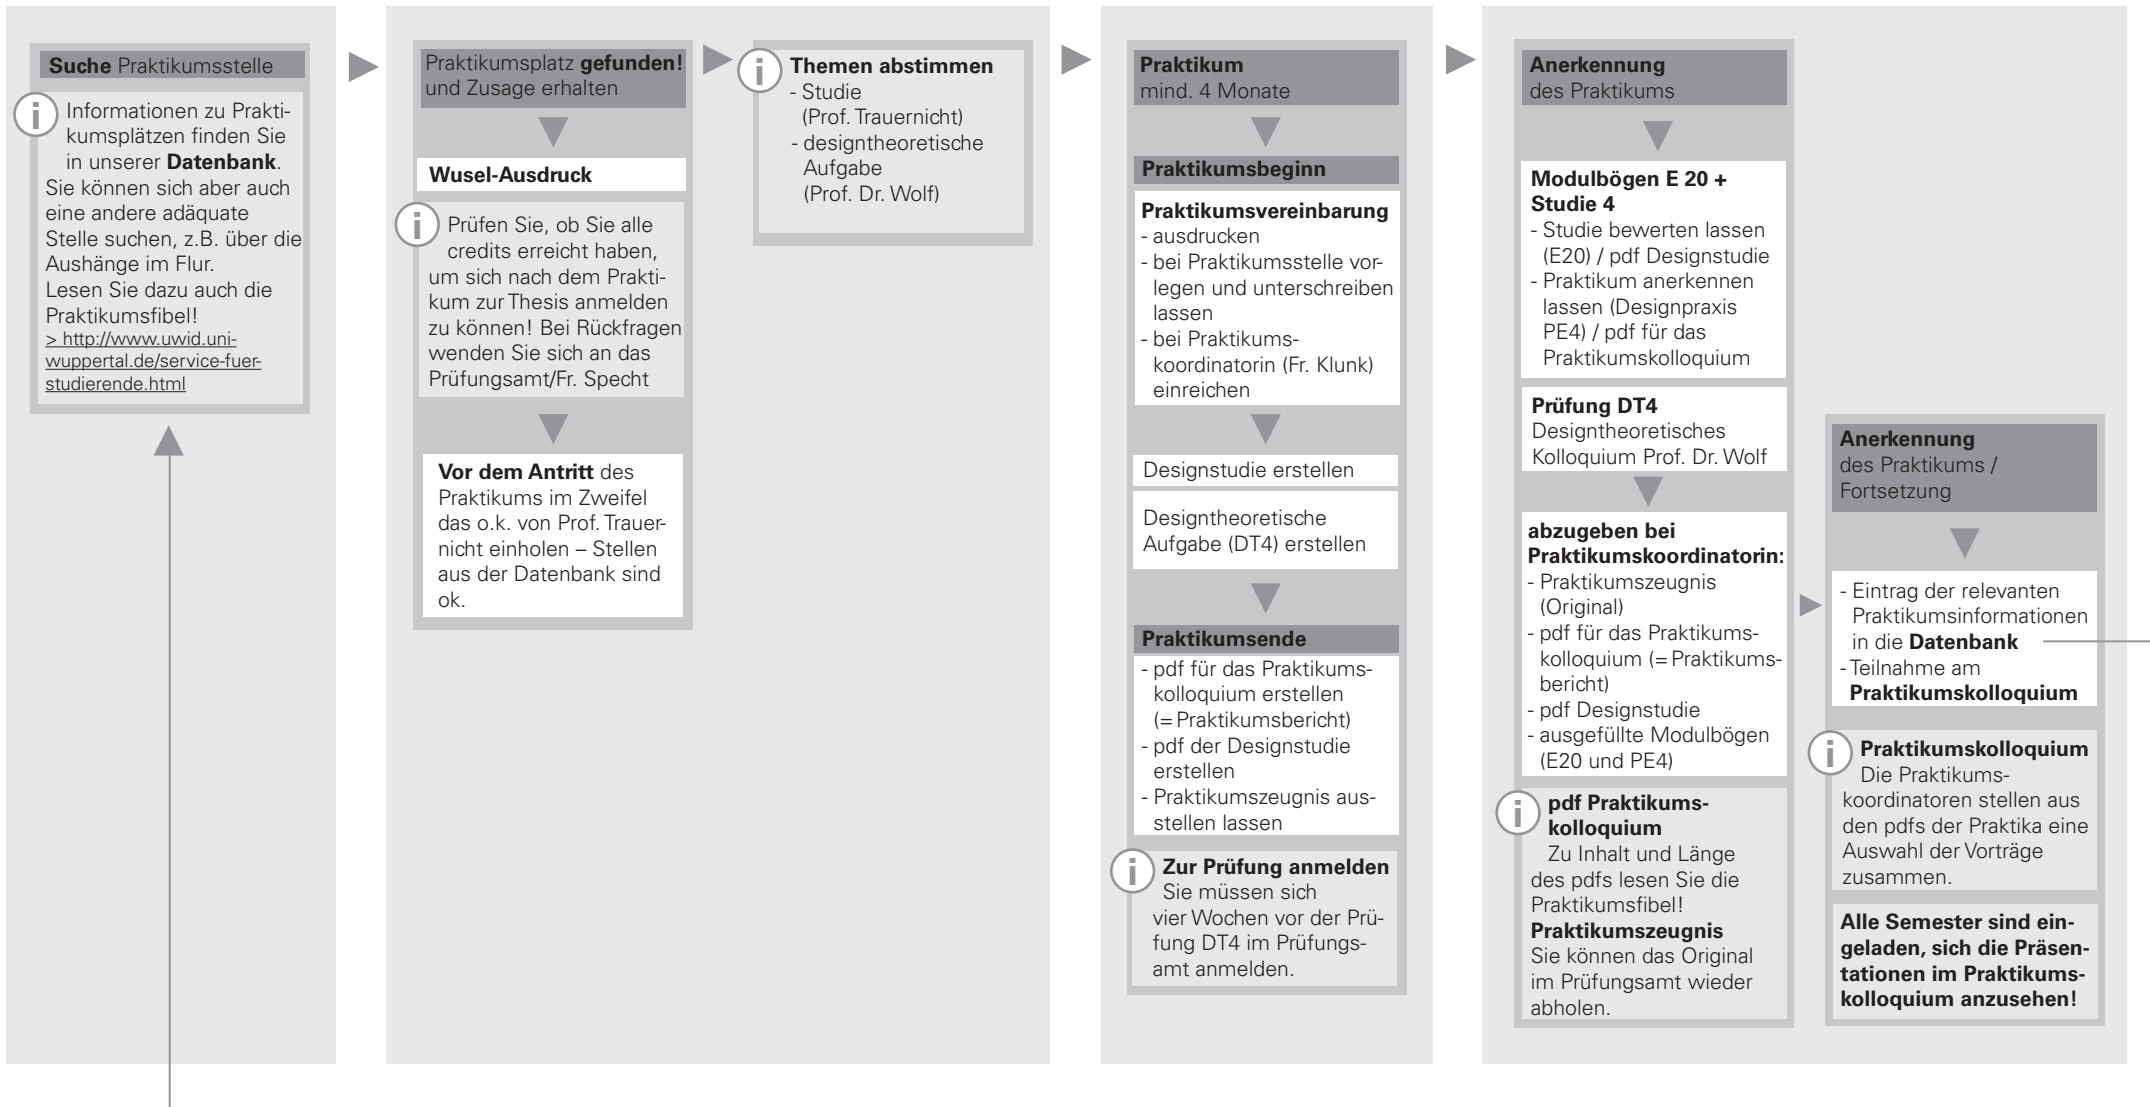 Suche Praktikumsstelle
i
Informationen zu Prakti-
kumsplätzen finden Sie
in unserer Datenbank.
Sie können sich aber auch
eine andere adäquate
Stelle suchen, z.B. über die
Aushänge im Flur.
Lesen Sie dazu auch die
Praktikumsfibel!
> http://www.uwid.uni-
wuppertal.de/service-fuer-
studierende.html
Praktikumsplatz gefunden!
und Zusage erhalten
Wusel-Ausdruck
i
Prüfen Sie, ob Sie alle
credits erreicht haben,
um sich nach dem Prakti-
kum zur Thesis anmelden
zu können! Bei Rückfragen
wenden Sie sich an das
Prüfungsamt/Fr. Specht
Vor dem Antritt des
Praktikums im Zweifel
das o.k. von Prof. Trauer-
nicht einholen – Stellen
aus der Datenbank sind
ok.
i
Themen abstimmen
- Studie
(Prof. Trauernicht)
- designtheoretische
Aufgabe
(Prof. Dr. Wolf)
Praktikum
mind. 4 Monate
Praktikumsbeginn
Praktikumsvereinbarung
- ausdrucken
- bei Praktikumsstelle vor-
legen und unterschreiben
lassen
- bei Praktikums-
koordinatorin (Fr. Klunk)
einreichen
Designstudie erstellen
Designtheoretische
Aufgabe (DT4) erstellen
Praktikumsende
- pdf für das Praktikums-
kolloquium erstellen
(= Praktikumsbericht)
- pdf der Designstudie
erstellen
- Praktikumszeugnis aus-
stellen lassen
i
Zur Prüfung anmelden
Sie müssen sich
vier Wochen vor der Prü-
fung DT4 im Prüfungs-
amt anmelden.
Anerkennung
des Praktikums
Modulbögen E 20 +
Studie 4
- Studie bewerten lassen
(E20) / pdf Designstudie
- Praktikum anerkennen
lassen (Designpraxis
PE4) / pdf für das
Praktikumskolloquium
Prüfung DT4
Designtheoretisches
Kolloquium Prof. Dr. Wolf
abzugeben bei
Praktikumskoordinatorin:
- Praktikumszeugnis
(Original)
- pdf für das Praktikums-
kolloquium (= Praktikums-
bericht)
- pdf Designstudie
- ausgefüllte Modulbögen
(E20 und PE4)
i
pdf Praktikums-
kolloquium
Zu Inhalt und Länge
des pdfs lesen Sie die
Praktikumsfibel!
Praktikumszeugnis
Sie können das Original
im Prüfungsamt wieder
abholen.
Anerkennung
des Praktikums /
Fortsetzung
- Eintrag der relevanten
Praktikumsinformationen
in die Datenbank
- Teilnahme am
Praktikumskolloquium
i
Praktikumskolloquium
Die Praktikums-
koordinatoren stellen aus
den pdfs der Praktika eine
Auswahl der Vorträge
zusammen.
Alle Semester sind ein-
geladen, sich die Präsen-
tationen im Praktikums-
kolloquium anzusehen!